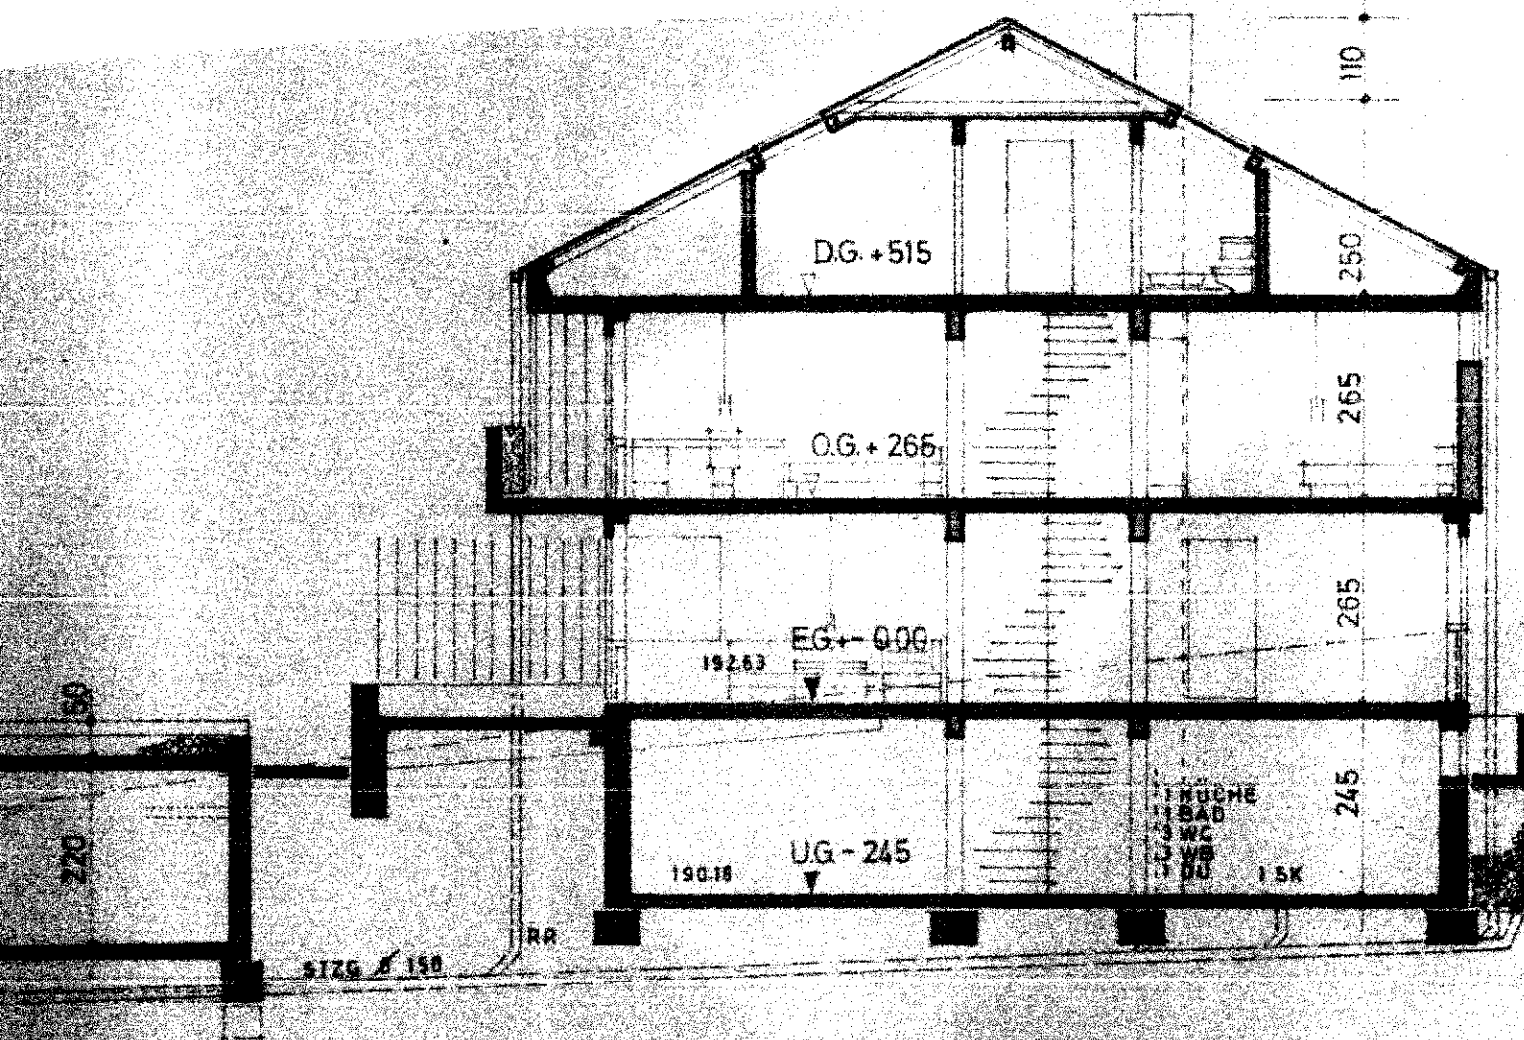 110
D.G. +515
250
265
O.G. + 265
265
E.G. +- 0.00
192.63
50
220
245
1 KÜCHE
1 BAD
3 WC
3 WB
1 DU
U.G. - 245
190.18
1 SK
RR
STZG Ø 150